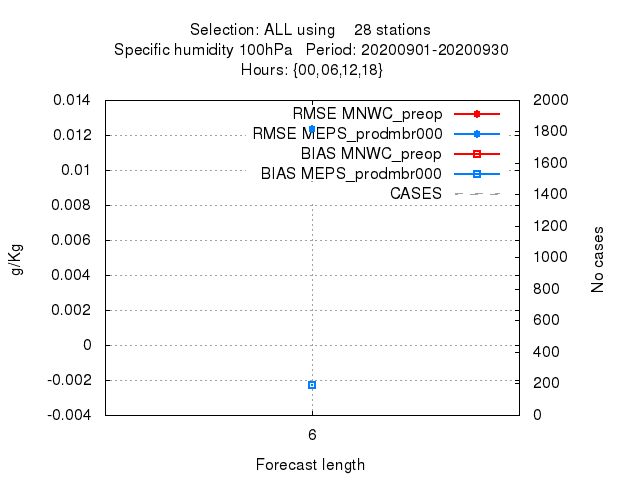 Selection: ALL using 28 stations
Specific humidity 100hPa Period: 20200901-20200930
Hours: {00,06,12,18}
0.014 2000
RMSE MNWC_preop
0.012 RMSE MEPS_prodmbr000 1800
BIAS MNWC_preop
0.01 1600
BIAS MEPS_prodmbr000
CASES
0.008 1400
1200
0.006
g/Kg
1000
No cases
0.004
800
0.002
600
0
400
-0.002 200
-0.004 0
6
Forecast length